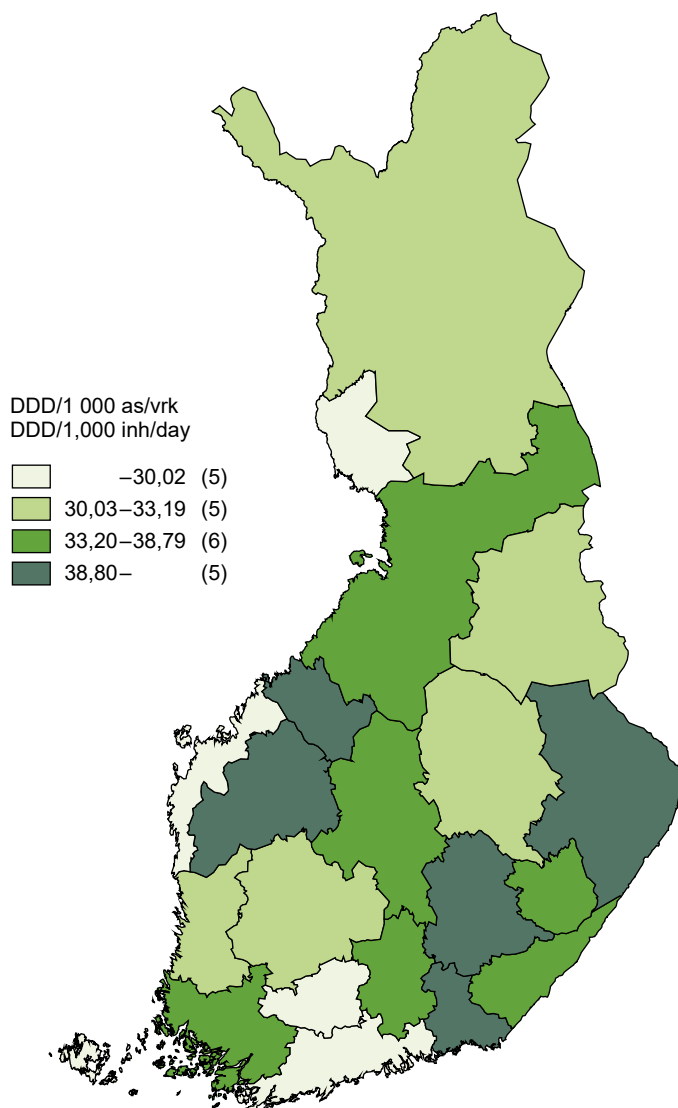 DDD/1 000 as/vrk
DDD/1,000 inh/day
–30,02 (5)
30,03–33,19 (5)
33,20–38,79 (6)
38,80– (5)